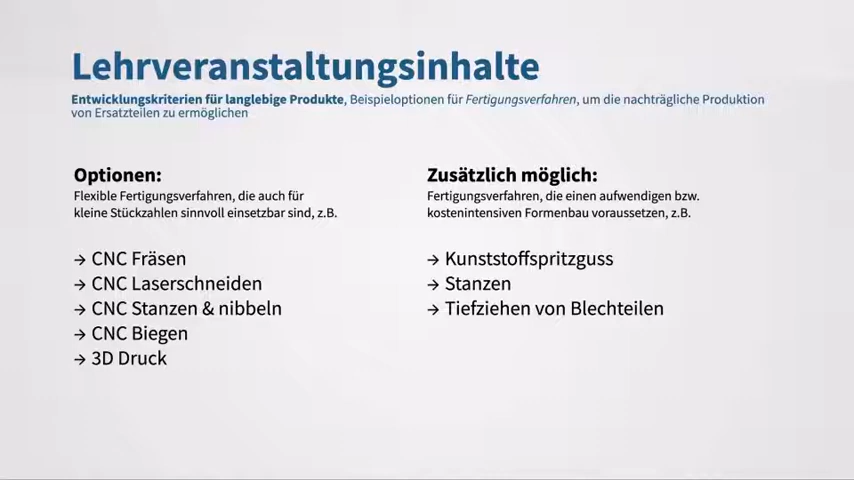 Lehrveranstaltungsinhalte
Entwicklungskriterien für langlebige Produkte, Beispieloptionen für Fertigungsverfahren, um die nachträgliche Produktion
von Ersatzteilen zu ermöglichen
Optionen:
Flexible Fertigungsverfahren, die auch für
kleine Stückzahlen sinnvoll einsetzbar sind, z.B.
→ CNC Fräsen
→ CNC Laserschneiden
→ CNC Stanzen & nibbeln
→ CNC Biegen
→ 3D Druck
Zusätzlich möglich:
Fertigungsverfahren, die einen aufwendigen bzw.
kostenintensiven Formenbau voraussetzen, z.B.
→ Kunststoffspritzguss
→ Stanzen
→ Tiefziehen von Blechteilen